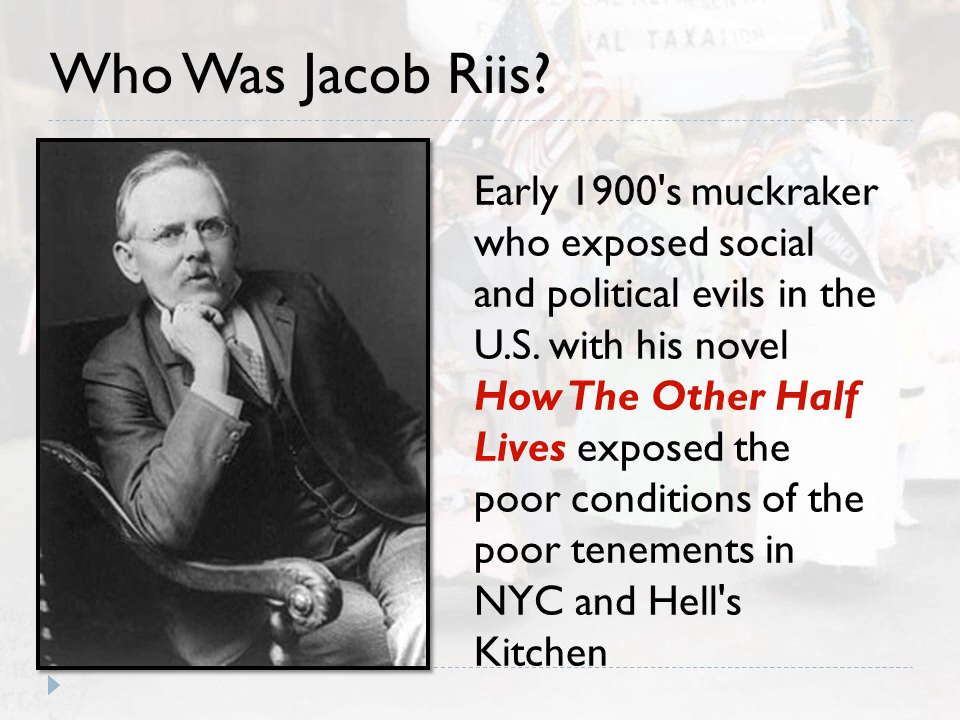 Who Was Jacob Riis?
Early 1900's muckraker
who exposed social
and political evils in the
U.S. with his novel
How The Other Half
Lives exposed the
poor conditions of the
poor tenements in
NYC and Hell's
Kitchen
TAXATION